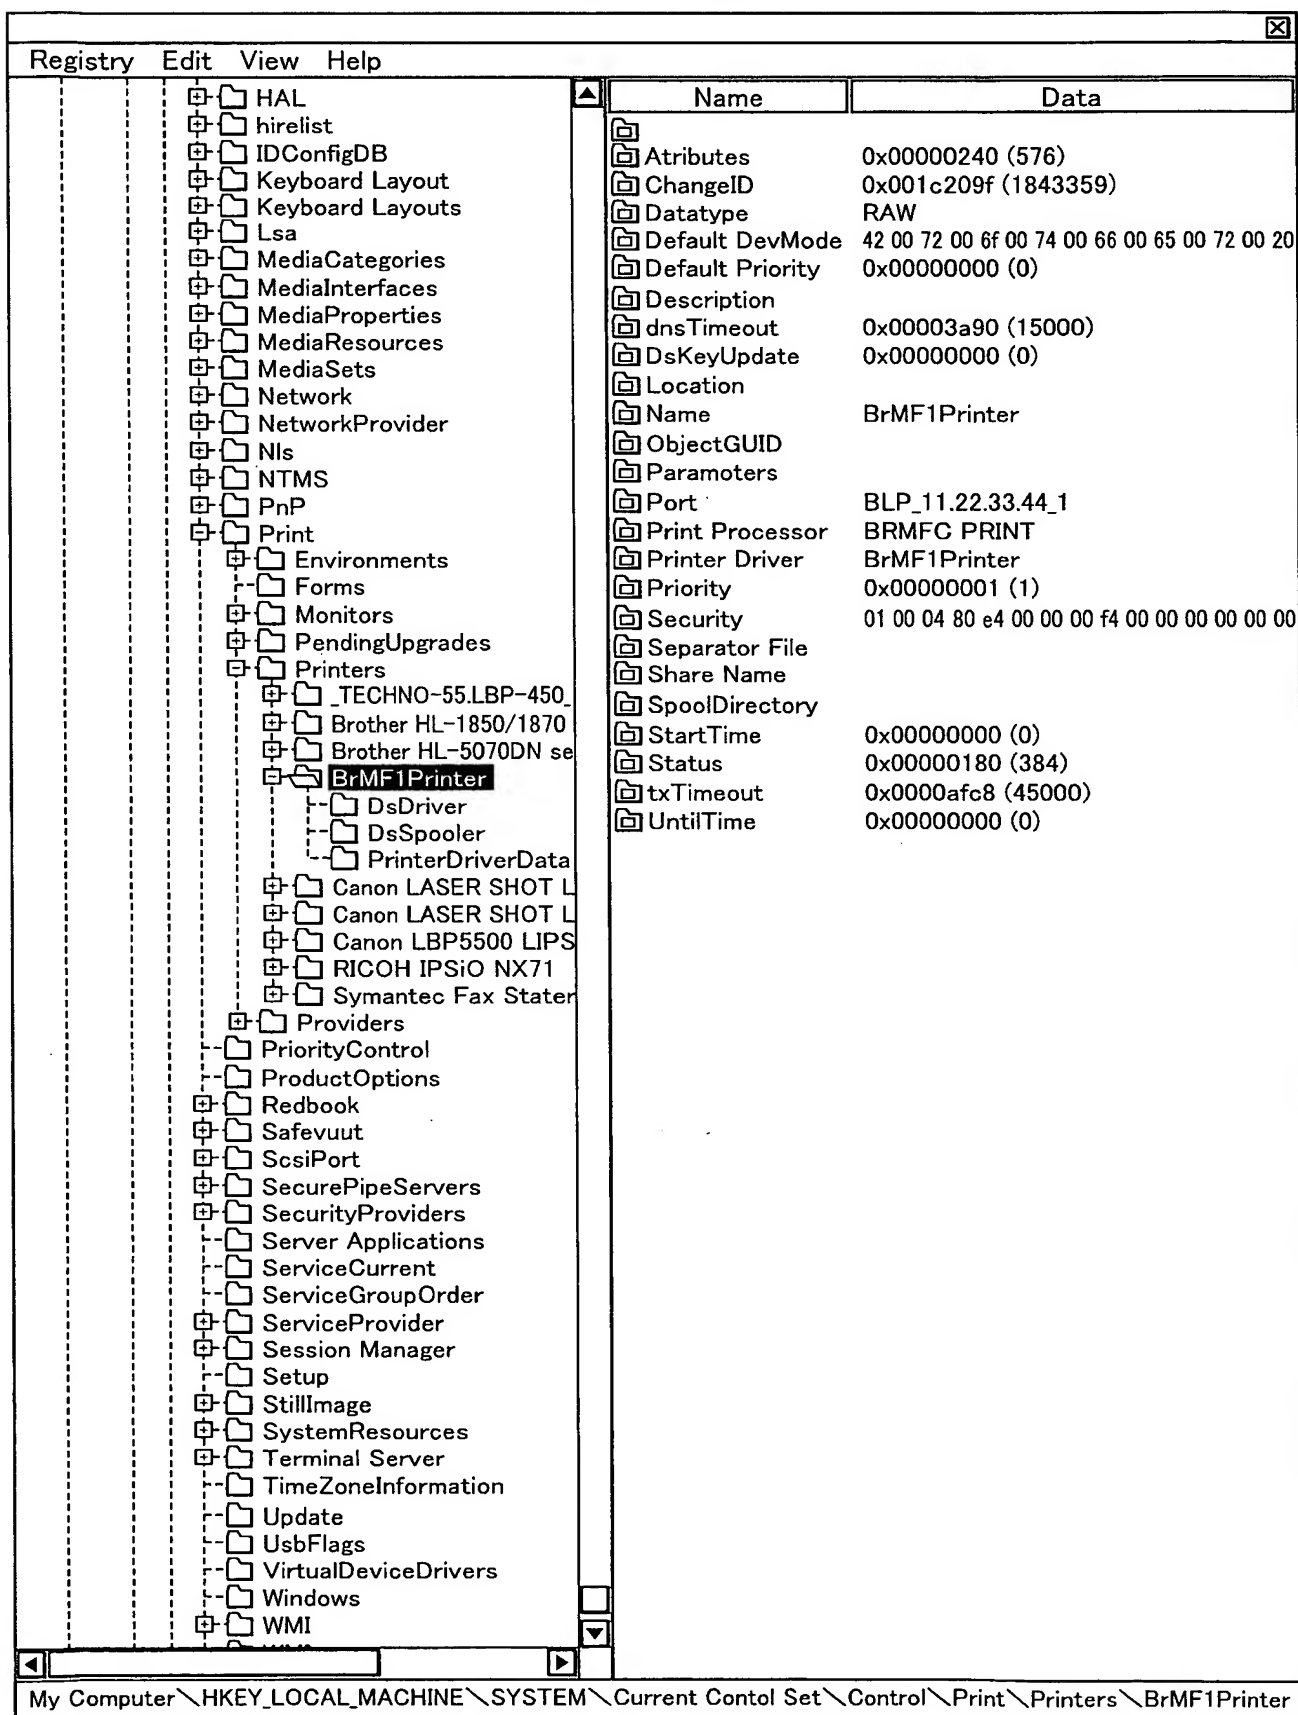 Registry Edit View Help
HAL
hirelist
IDConfigDB
Keyboard Layout
Keyboard Layouts
Lsa
MediaCategories
MediaInterfaces
MediaProperties
MediaResources
MediaSets
Network
NetworkProvider
Nls
NTMS
PnP
Print
Environments
Forms
Monitors
PendingUpgrades
Printers
_TECHNO-55.LBP-450_
Brother HL-1850/1870
Brother HL-5070DN se
BrMF1Printer
DsDriver
DsSpooler
PrinterDriverData
Canon LASER SHOT L
Canon LASER SHOT L
Canon LBP5500 LIPS
RICOH IPSiO NX71
Symantec Fax Stater
Providers
PriorityControl
ProductOptions
Redbook
Safevuut
ScsiPort
SecurePipeServers
SecurityProviders
Server Applications
ServiceCurrent
ServiceGroupOrder
ServiceProvider
Session Manager
Setup
StillImage
SystemResources
Terminal Server
TimeZoneInformation
Update
UsbFlags
VirtualDeviceDrivers
Windows
WMI
Name Data
Atributes 0x00000240 (576)
ChangeID 0x001c209f (1843359)
Datatype RAW
Default DevMode 42 00 72 00 6f 00 74 00 66 00 65 00 72 00 20
Default Priority 0x00000000 (0)
Description
dnsTimeout 0x00003a90 (15000)
DsKeyUpdate 0x00000000 (0)
Location
Name BrMF1Printer
ObjectGUID
Paramoters
Port BLP_11.22.33.44_1
Print Processor BRMFC PRINT
Printer Driver BrMF1Printer
Priority 0x00000001 (1)
Security 01 00 04 80 e4 00 00 00 f4 00 00 00 00 00 00
Separator File
Share Name
SpoolDirectory
StartTime 0x00000000 (0)
Status 0x00000180 (384)
txTimeout 0x0000afc8 (45000)
UntilTime 0x00000000 (0)
My Computer\HKEY_LOCAL_MACHINE\SYSTEM\Current Contol Set\Control\Print\Printers\BrMF1Printer